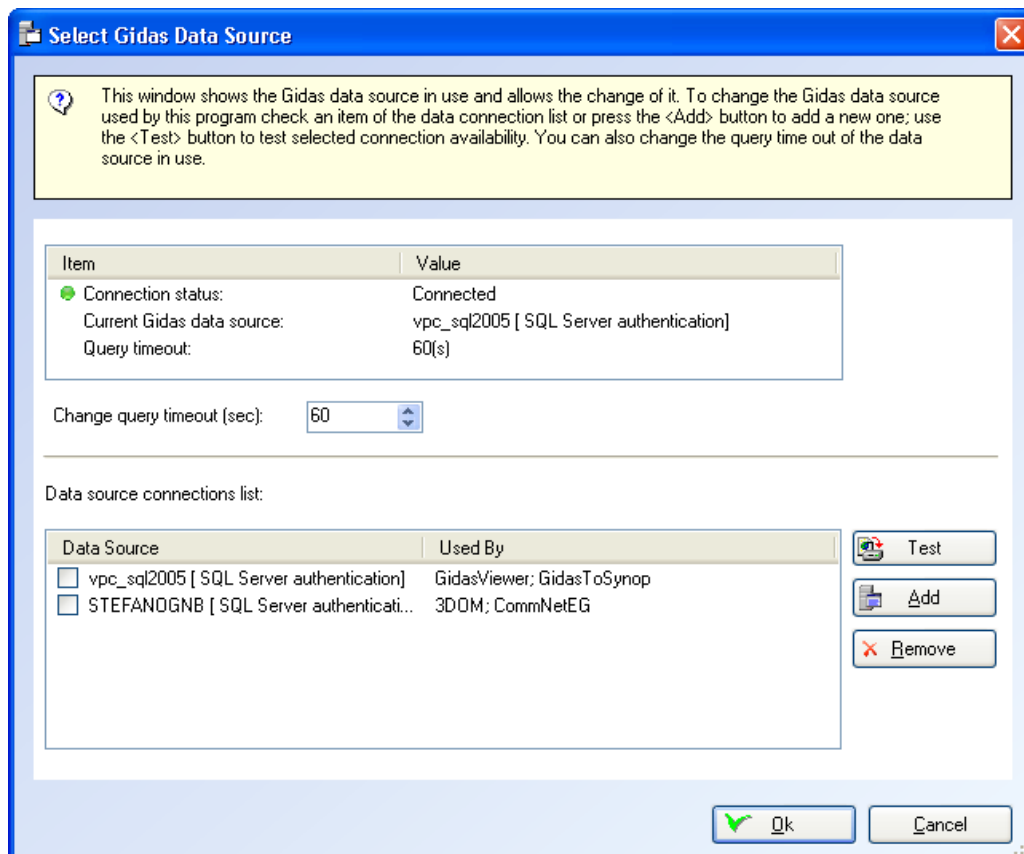 Select Gidas Data Source
This window shows the Gidas data source in use and allows the change of it. To change the Gidas data source
used by this program check an item of the data connection list or press the <Add> button to add a new one; use
the <Test> button to test selected connection availability. You can also change the query time out of the data
source in use.
Item Value
Connection status: Connected
Current Gidas data source: vpc_sql2005 [ SQL Server authentication]
Query timeout: 60(s)
Change query timeout (sec): 60
Data source connections list:
Data Source Used By
vpc_sql2005 [ SQL Server authentication] GidasViewer; GidasToSynop
STEFANOGNB [ SQL Server authenticati... 3DOM; CommNetEG
Test
Add
Remove
Ok Cancel